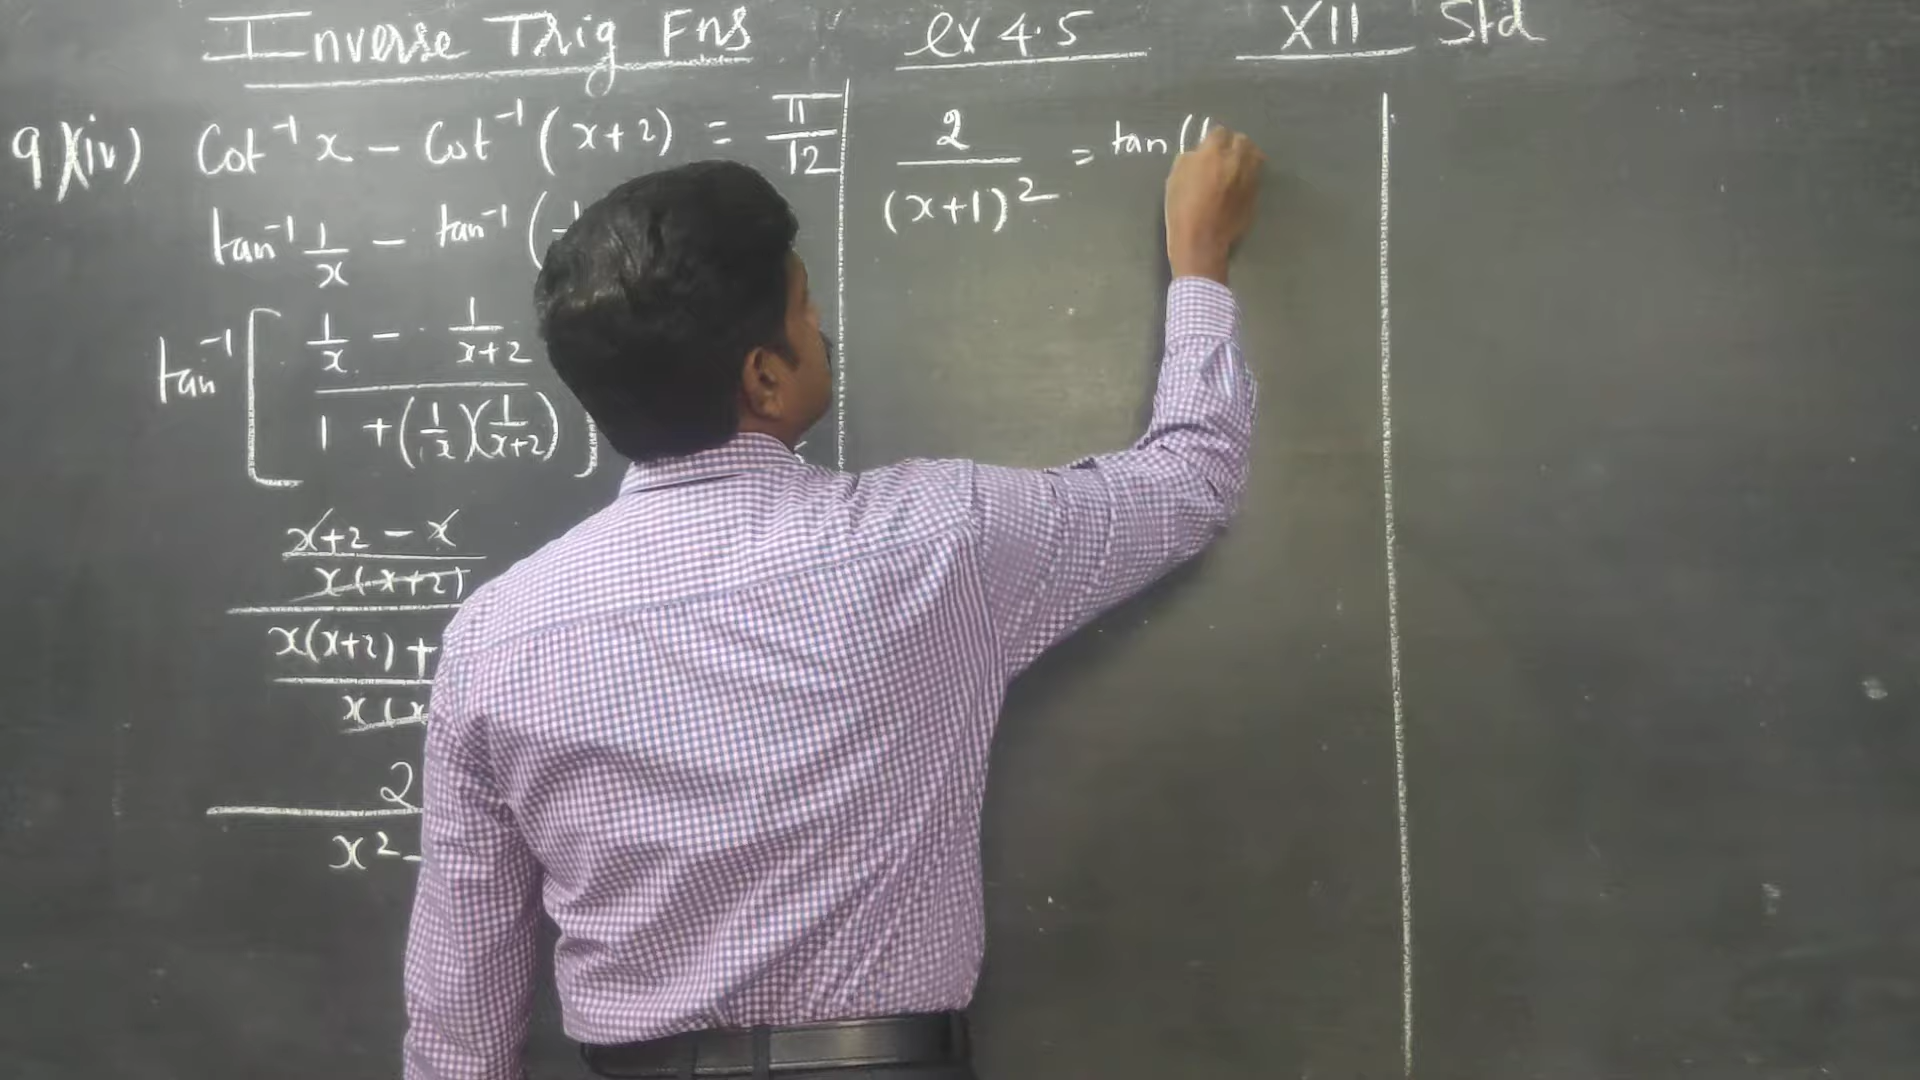 Inverse Trig Fns ex 4.5 XII Std
9)(iv) Cot⁻¹ x − Cot⁻¹ (x+2) = π/12
tan⁻¹ 1/x − tan⁻¹ (1
tan⁻¹ [ 1/x − 1/x+2
1 + (1/x)(1/x+2) ]
x+2 − x
x(x+2)
x(x+2) +
x(x
2
x² −
2/(x+1)² = tan(